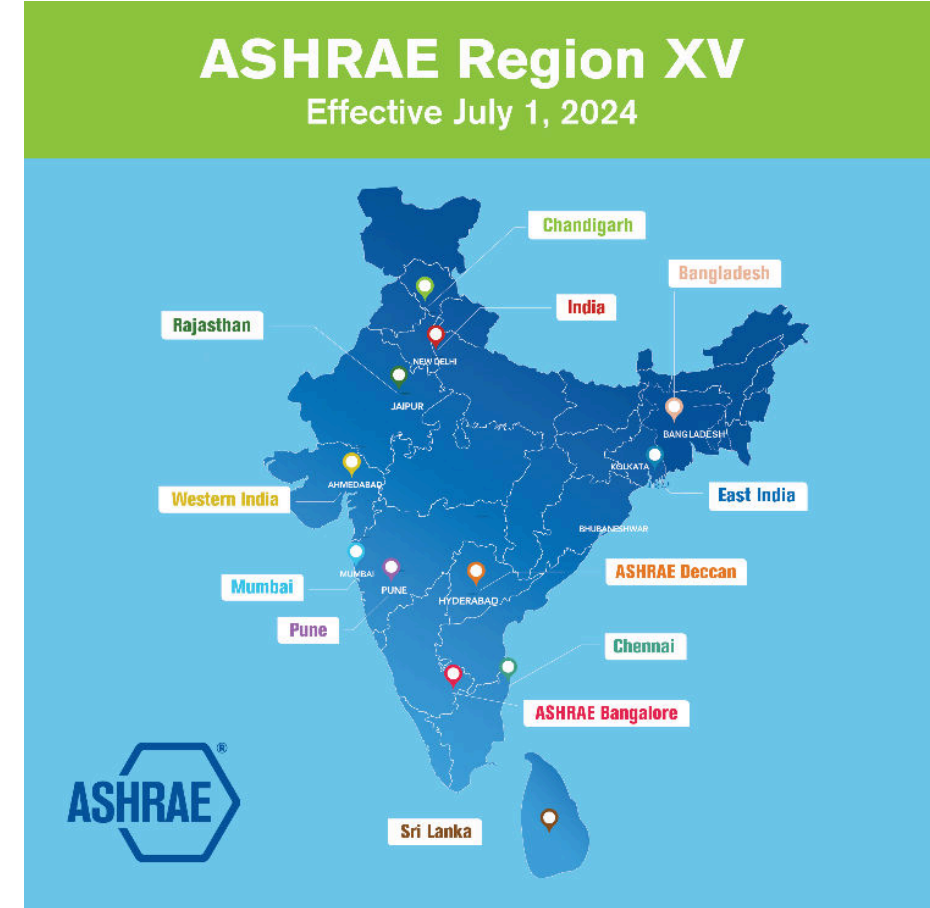 ASHRAE Region XV
Effective July 1, 2024
Chandigarh
Bangladesh
India
Rajasthan
NEW DELHI
JAIPUR
BANGLADESH
KOLKATA
AHMEDABAD
Western India
East India
BHUBANESHWAR
MUMBAI
ASHRAE Deccan
Mumbai
PUNE
HYDERABAD
Pune
Chennai
ASHRAE Bangalore
ASHRAE®
Sri Lanka